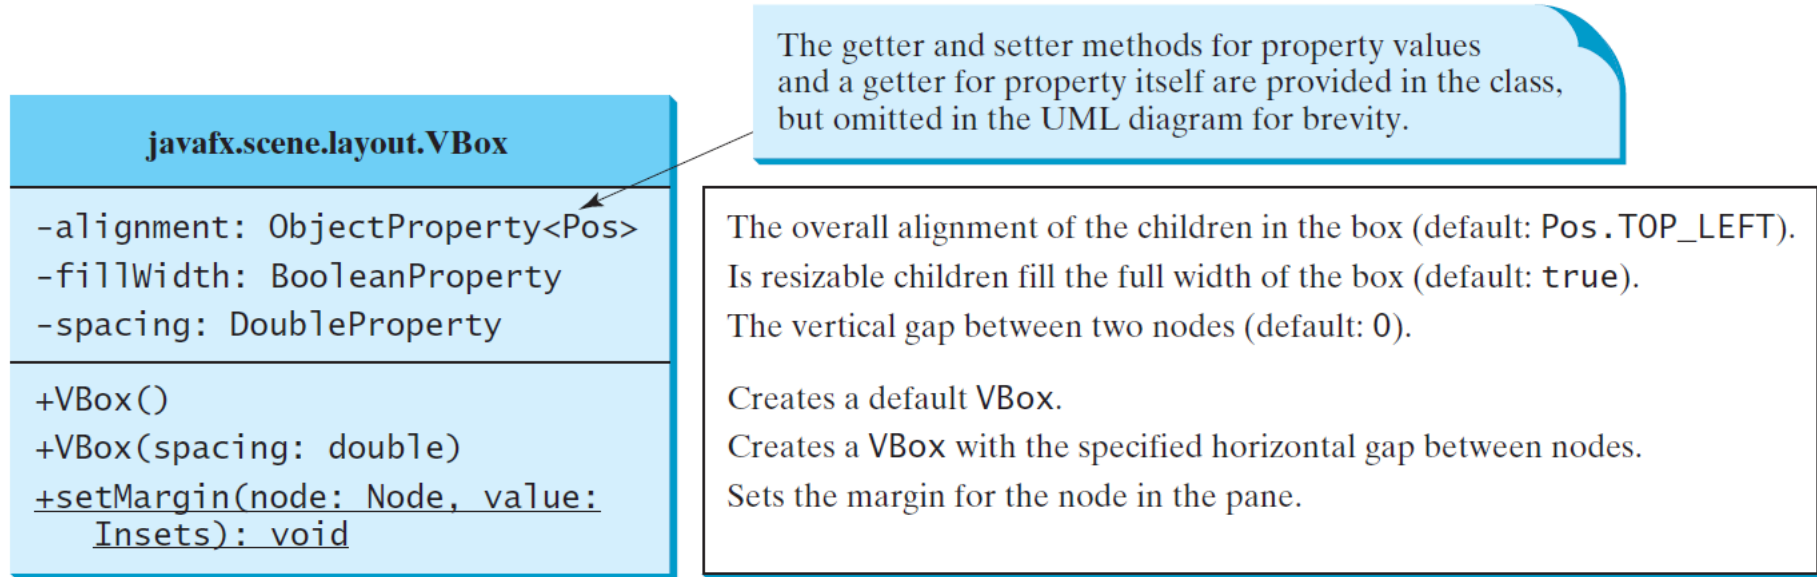 The getter and setter methods for property values
and a getter for property itself are provided in the class,
but omitted in the UML diagram for brevity.
javafx.scene.layout.VBox
-alignment: ObjectProperty<Pos>
-fillWidth: BooleanProperty
-spacing: DoubleProperty
The overall alignment of the children in the box (default: Pos.TOP_LEFT).
Is resizable children fill the full width of the box (default: true).
The vertical gap between two nodes (default: 0).
+VBox()
+VBox(spacing: double)
+setMargin(node: Node, value:
Insets): void
Creates a default VBox.
Creates a VBox with the specified horizontal gap between nodes.
Sets the margin for the node in the pane.